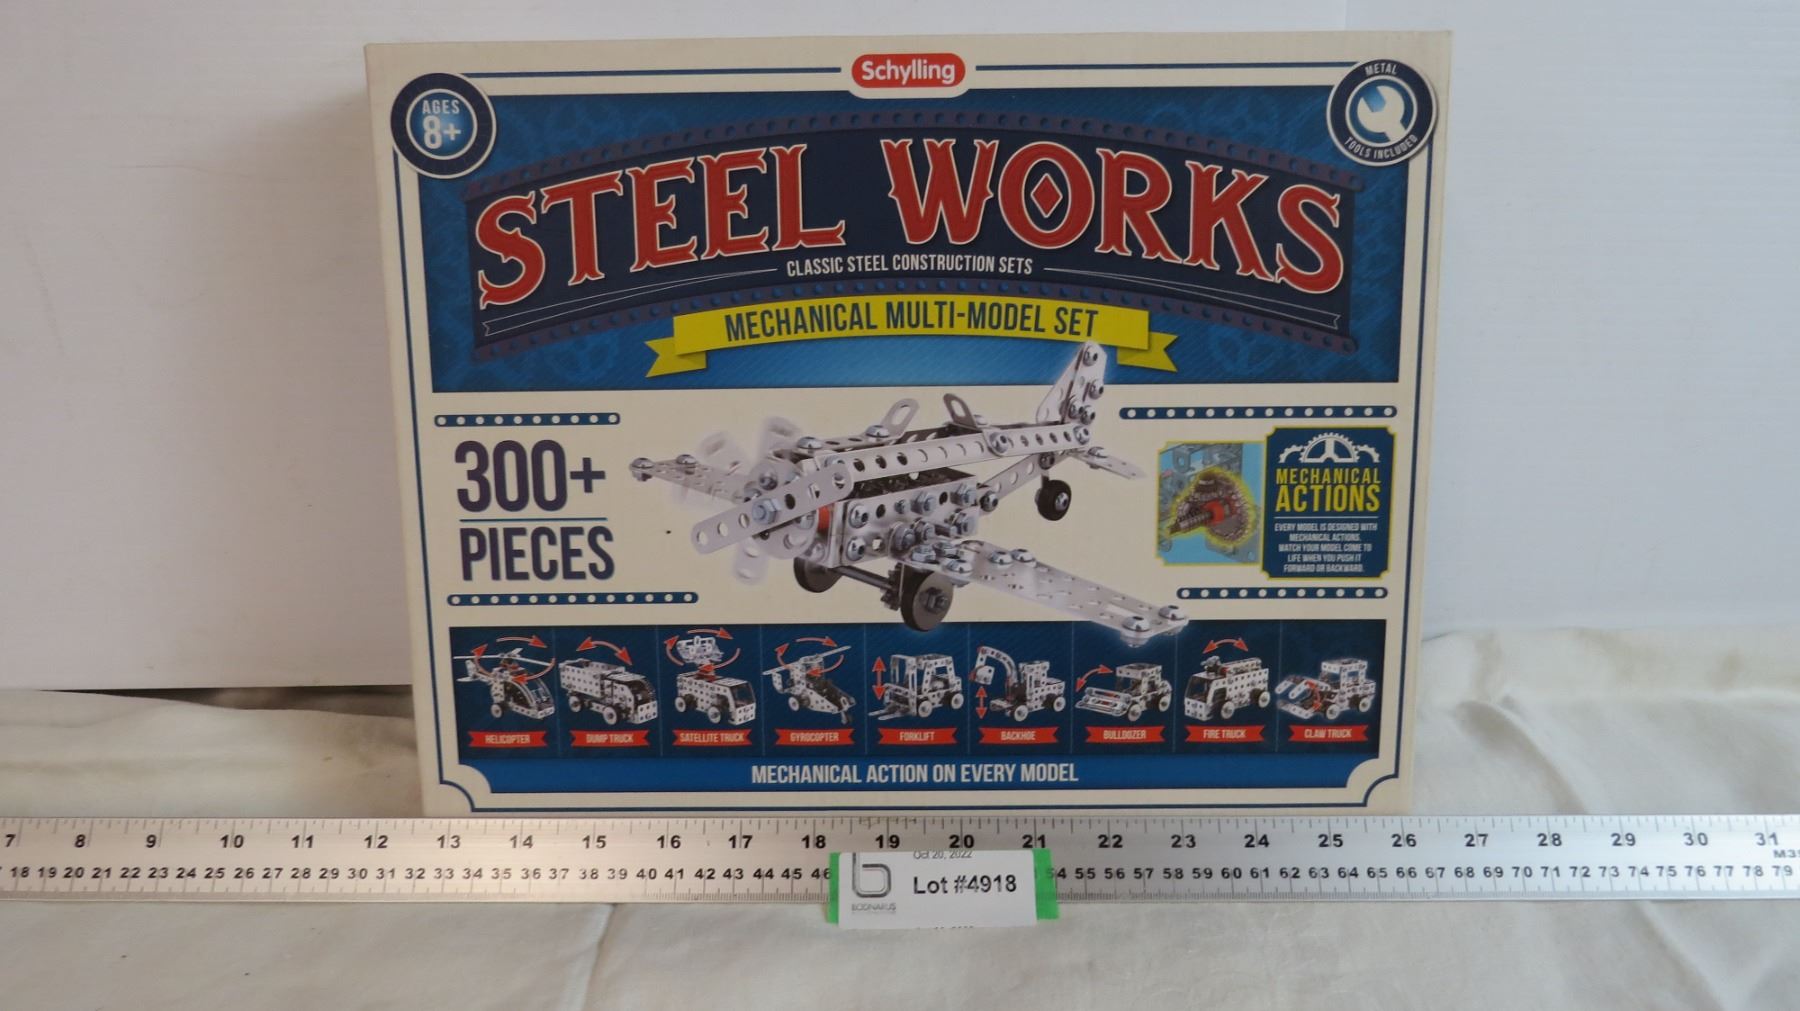 Schylling
AGES
8+
METAL
TOOLS INCLUDED
STEEL WORKS
CLASSIC STEEL CONSTRUCTION SETS
MECHANICAL MULTI-MODEL SET
300+
PIECES
MECHANICAL
ACTIONS
EVERY MODEL IS DESIGNED WITH
MECHANICAL ACTIONS.
WATCH YOUR MODEL COME TO
LIFE WHEN YOU PUSH IT
FORWARD OR BACKWARD.
HELICOPTER DUMP TRUCK SATELLITE TRUCK GYROCOPTER FORKLIFT BACKHOE BULLDOZER FIRE TRUCK CLAW TRUCK
MECHANICAL ACTION ON EVERY MODEL
7 8 9 10 11 12 13 14 15 16 17 18 19 20 21 22 23 24 25 26 27 28 29 30 31
18 19 20 21 22 23 24 25 26 27 28 29 30 31 32 33 34 35 36 37 38 39 40 41 42 43 44 45 46 54 55 56 57 58 59 60 61 62 63 64 65 66 67 68 69 70 71 72 73 74 75 76 77 78 79
Oct 20, 2022
Lot #4918